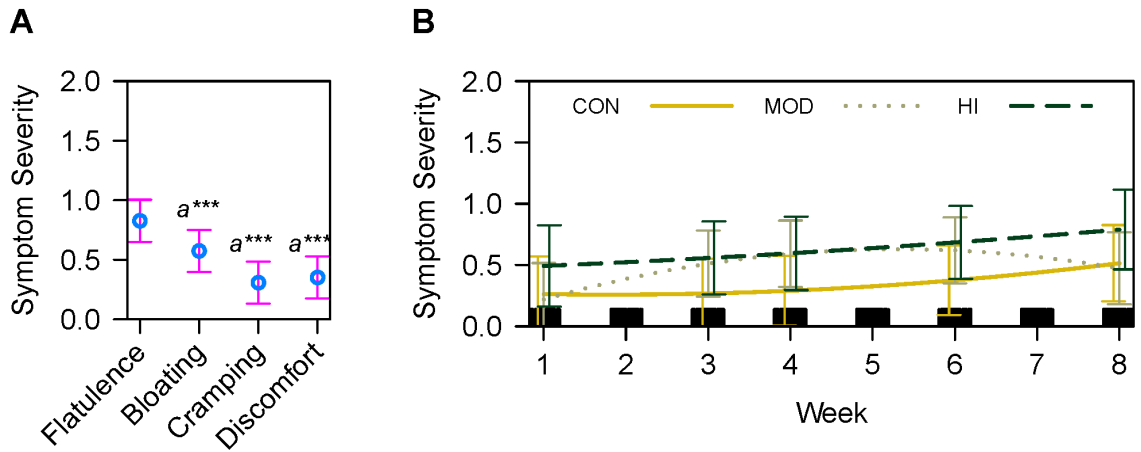 A
Symptom Severity
2.0
1.5
1.0
0.5
0.0
a***
a***
a***
Flatulence
Bloating
Cramping
Discomfort
B
Symptom Severity
2.0
1.5
1.0
0.5
0.0
CON MOD HI
1 2 3 4 5 6 7 8
Week